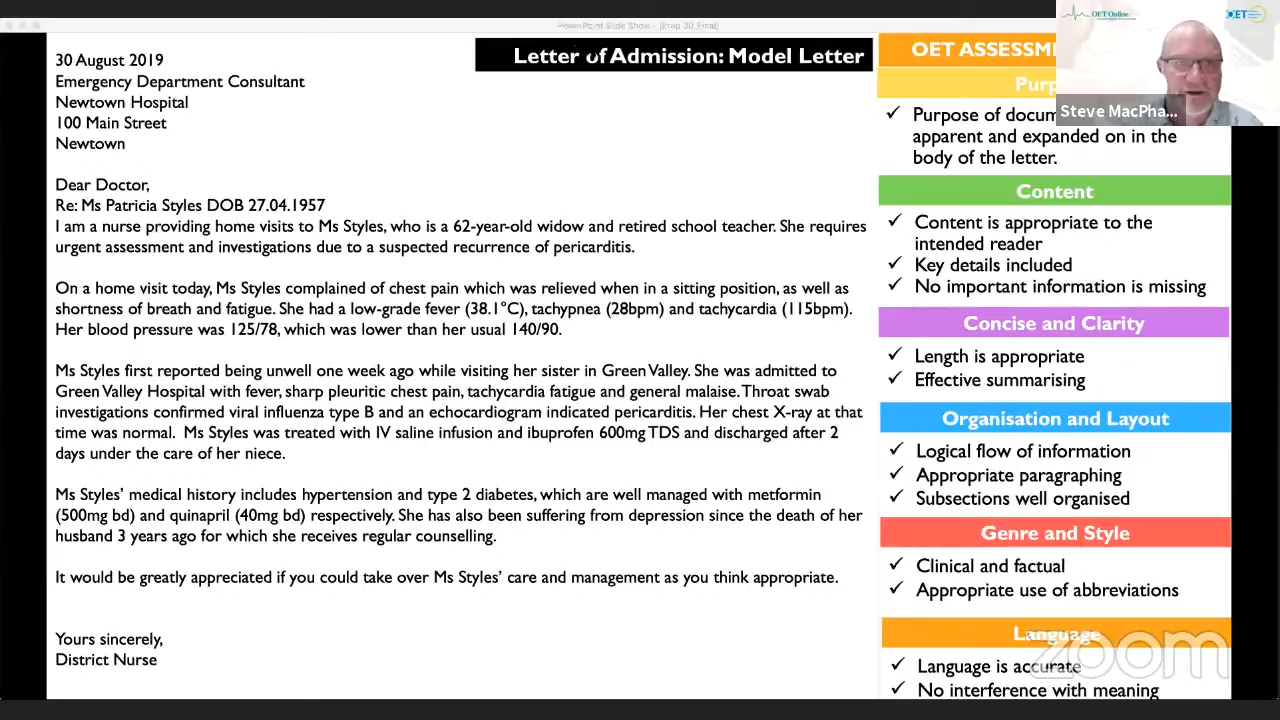 PowerPoint Slide Show - [Prep 30_Final]
OET Online
OET
Letter of Admission: Model Letter
30 August 2019
Emergency Department Consultant
Newtown Hospital
100 Main Street
Newtown
Dear Doctor,
Re: Ms Patricia Styles DOB 27.04.1957
I am a nurse providing home visits to Ms Styles, who is a 62-year-old widow and retired school teacher. She requires
urgent assessment and investigations due to a suspected recurrence of pericarditis.
On a home visit today, Ms Styles complained of chest pain which was relieved when in a sitting position, as well as
shortness of breath and fatigue. She had a low-grade fever (38.1°C), tachypnea (28bpm) and tachycardia (115bpm).
Her blood pressure was 125/78, which was lower than her usual 140/90.
Ms Styles first reported being unwell one week ago while visiting her sister in Green Valley. She was admitted to
Green Valley Hospital with fever, sharp pleuritic chest pain, tachycardia fatigue and general malaise. Throat swab
investigations confirmed viral influenza type B and an echocardiogram indicated pericarditis. Her chest X-ray at that
time was normal. Ms Styles was treated with IV saline infusion and ibuprofen 600mg TDS and discharged after 2
days under the care of her niece.
Ms Styles' medical history includes hypertension and type 2 diabetes, which are well managed with metformin
(500mg bd) and quinapril (40mg bd) respectively. She has also been suffering from depression since the death of her
husband 3 years ago for which she receives regular counselling.
It would be greatly appreciated if you could take over Ms Styles' care and management as you think appropriate.
Yours sincerely,
District Nurse
OET ASSESSM
Purp
Steve MacPha...
✓ Purpose of docum
apparent and expanded on in the
body of the letter.
Content
✓ Content is appropriate to the
intended reader
✓ Key details included
✓ No important information is missing
Concise and Clarity
✓ Length is appropriate
✓ Effective summarising
Organisation and Layout
✓ Logical flow of information
✓ Appropriate paragraphing
✓ Subsections well organised
Genre and Style
✓ Clinical and factual
✓ Appropriate use of abbreviations
Language
✓ Language is accurate
✓ No interference with meaning
zoom